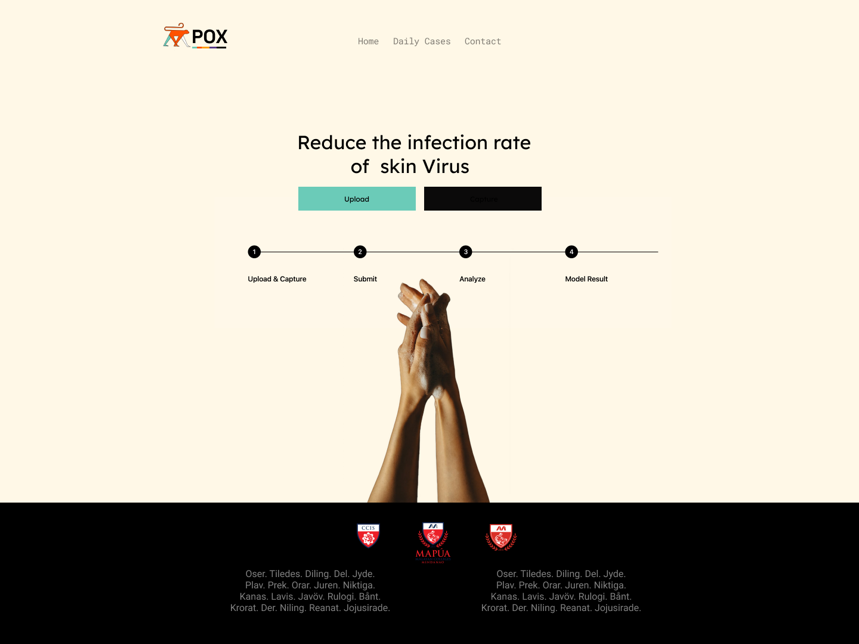 POX
Home Daily Cases Contact
Reduce the infection rate
of skin Virus
Upload
1 2 3 4
Upload & Capture Submit Analyze Model Result
CCIS
MAPUA
Oser. Tiledes. Diling. Del. Jyde.
Plav. Prek. Orar. Juren. Niktiga.
Kanas. Lavis. Javöv. Rulogi. Bånt.
Krorat. Der. Niling. Reanat. Jojusirade.
Oser. Tiledes. Diling. Del. Jyde.
Plav. Prek. Orar. Juren. Niktiga.
Kanas. Lavis. Javöv. Rulogi. Bånt.
Krorat. Der. Niling. Reanat. Jojusirade.